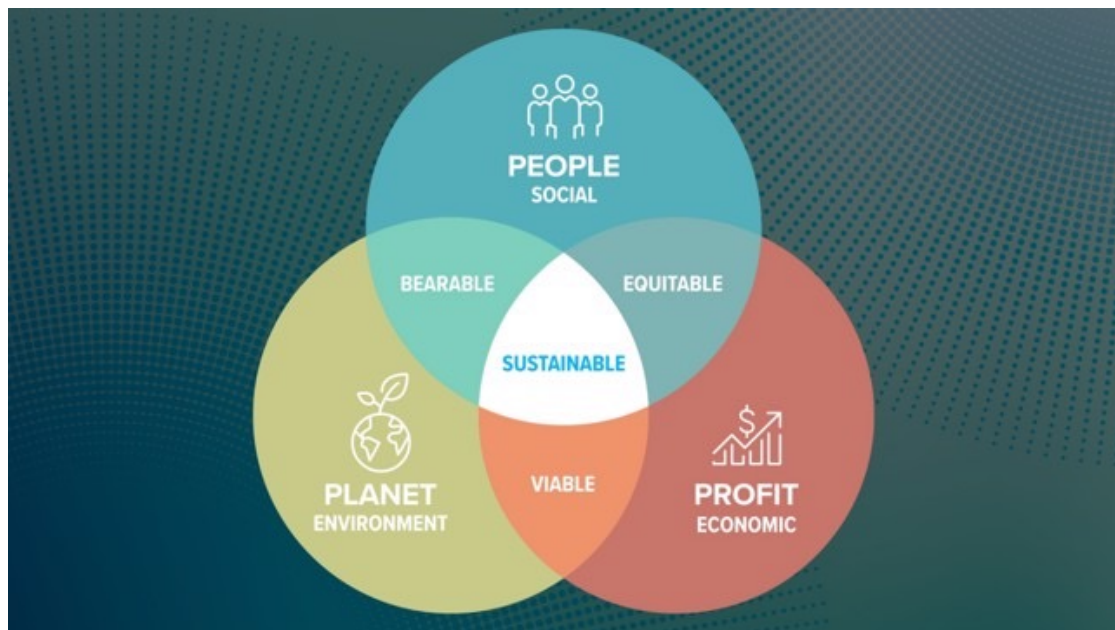 PEOPLE
SOCIAL
BEARABLE
EQUITABLE
SUSTAINABLE
VIABLE
PLANET
ENVIRONMENT
$
PROFIT
ECONOMIC